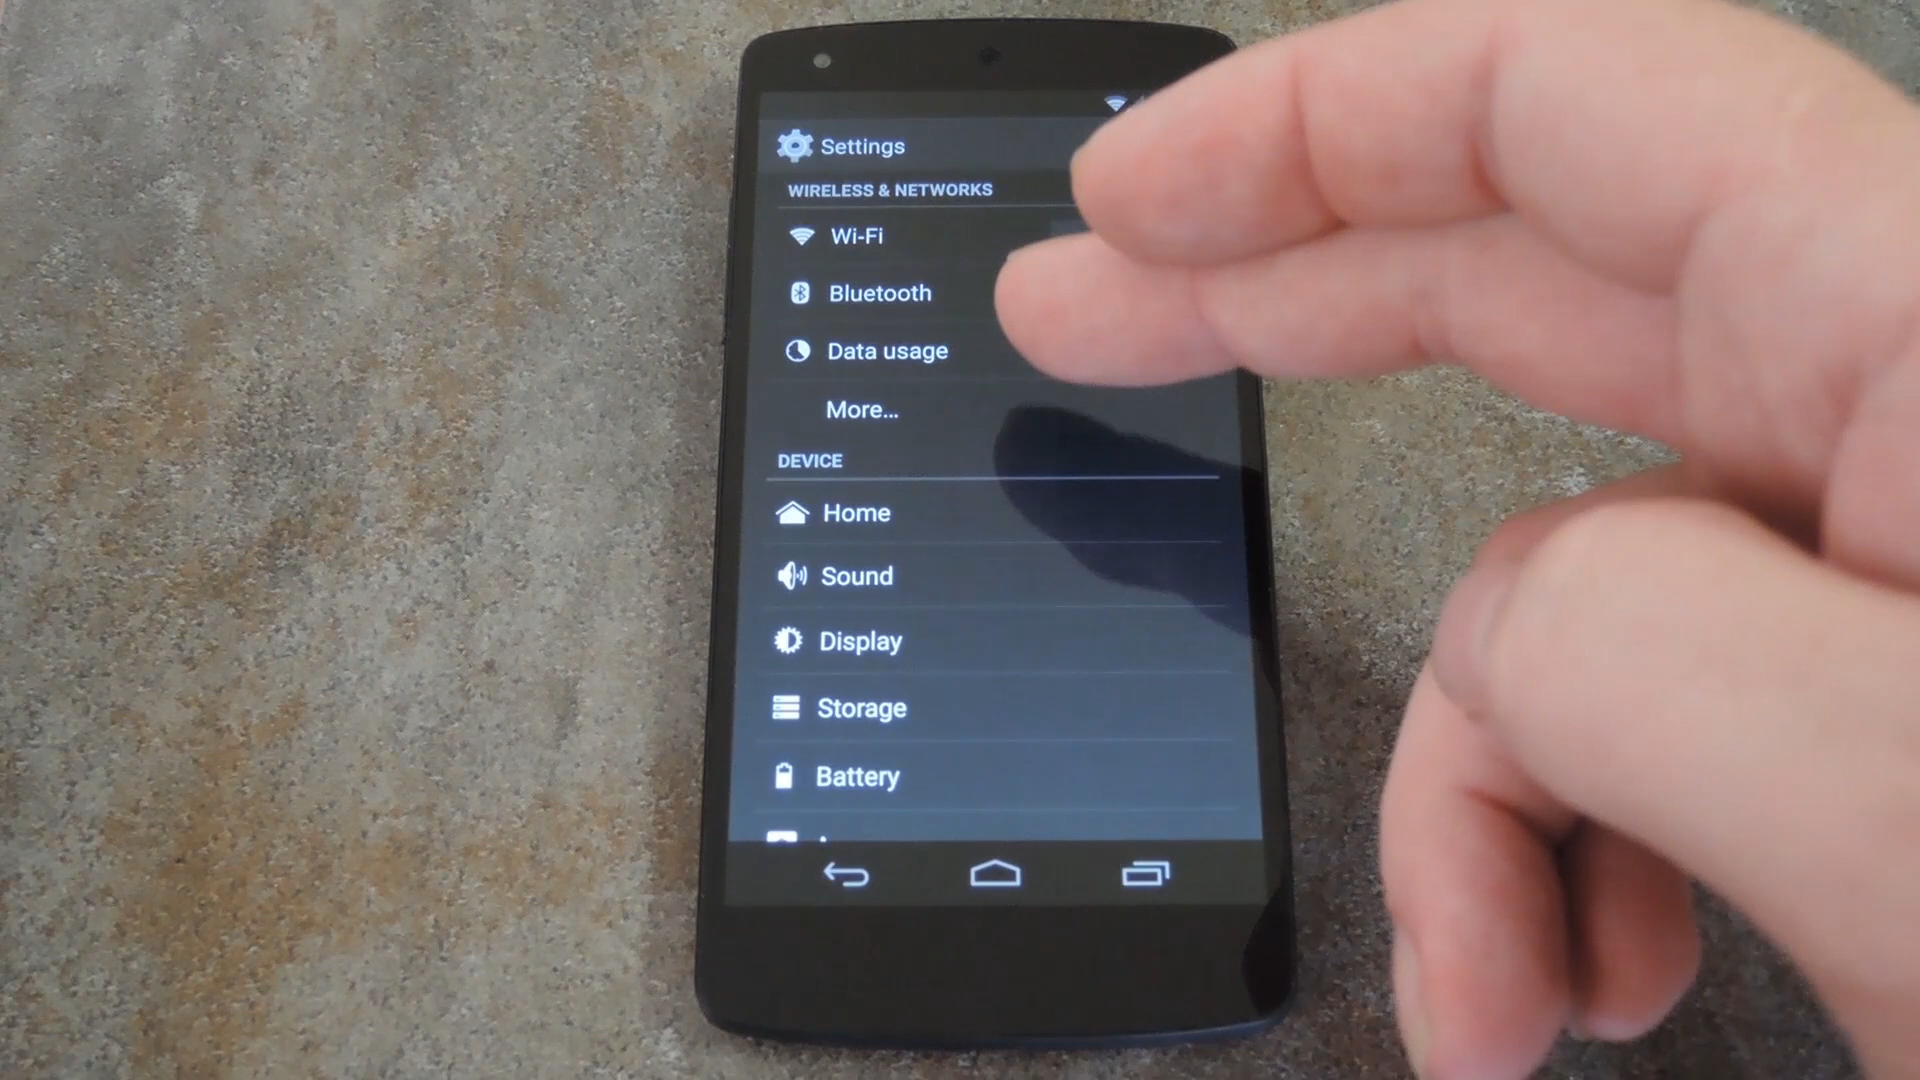 Settings
WIRELESS & NETWORKS
Wi-Fi
Bluetooth
Data usage
More...
DEVICE
Home
Sound
Display
Storage
Battery